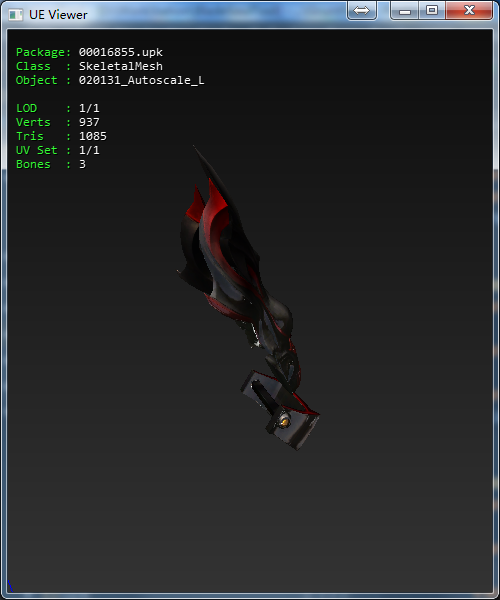 UE Viewer
Package: 00016855.upk
Class : SkeletalMesh
Object : 020131_Autoscale_L
LOD : 1/1
Verts : 937
Tris : 1085
UV Set : 1/1
Bones : 3